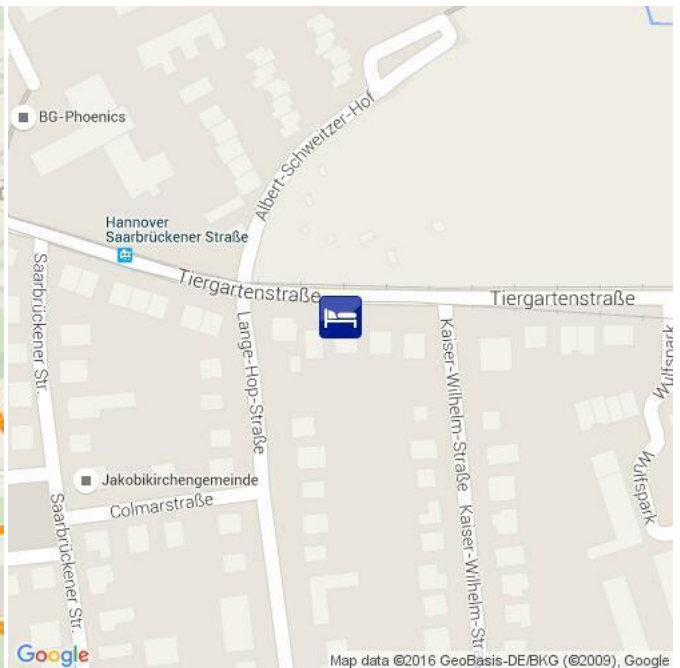 BG-Phoenics
Albert-Schweitzer-Hof
Hannover
Saarbrückener Straße
Tiergartenstraße
Tiergartenstraße
Saarbrückener Str.
Lange-Hop-Straße
Kaiser-Wilhelm-Straße
Kaiser-Wilhelm-Straße
Wulfspark
Wulfspark
Jakobikirchengemeinde
Colmarstraße
Saarbrückener Str.
Google
Map data ©2016 GeoBasis-DE/BKG (©2009), Google